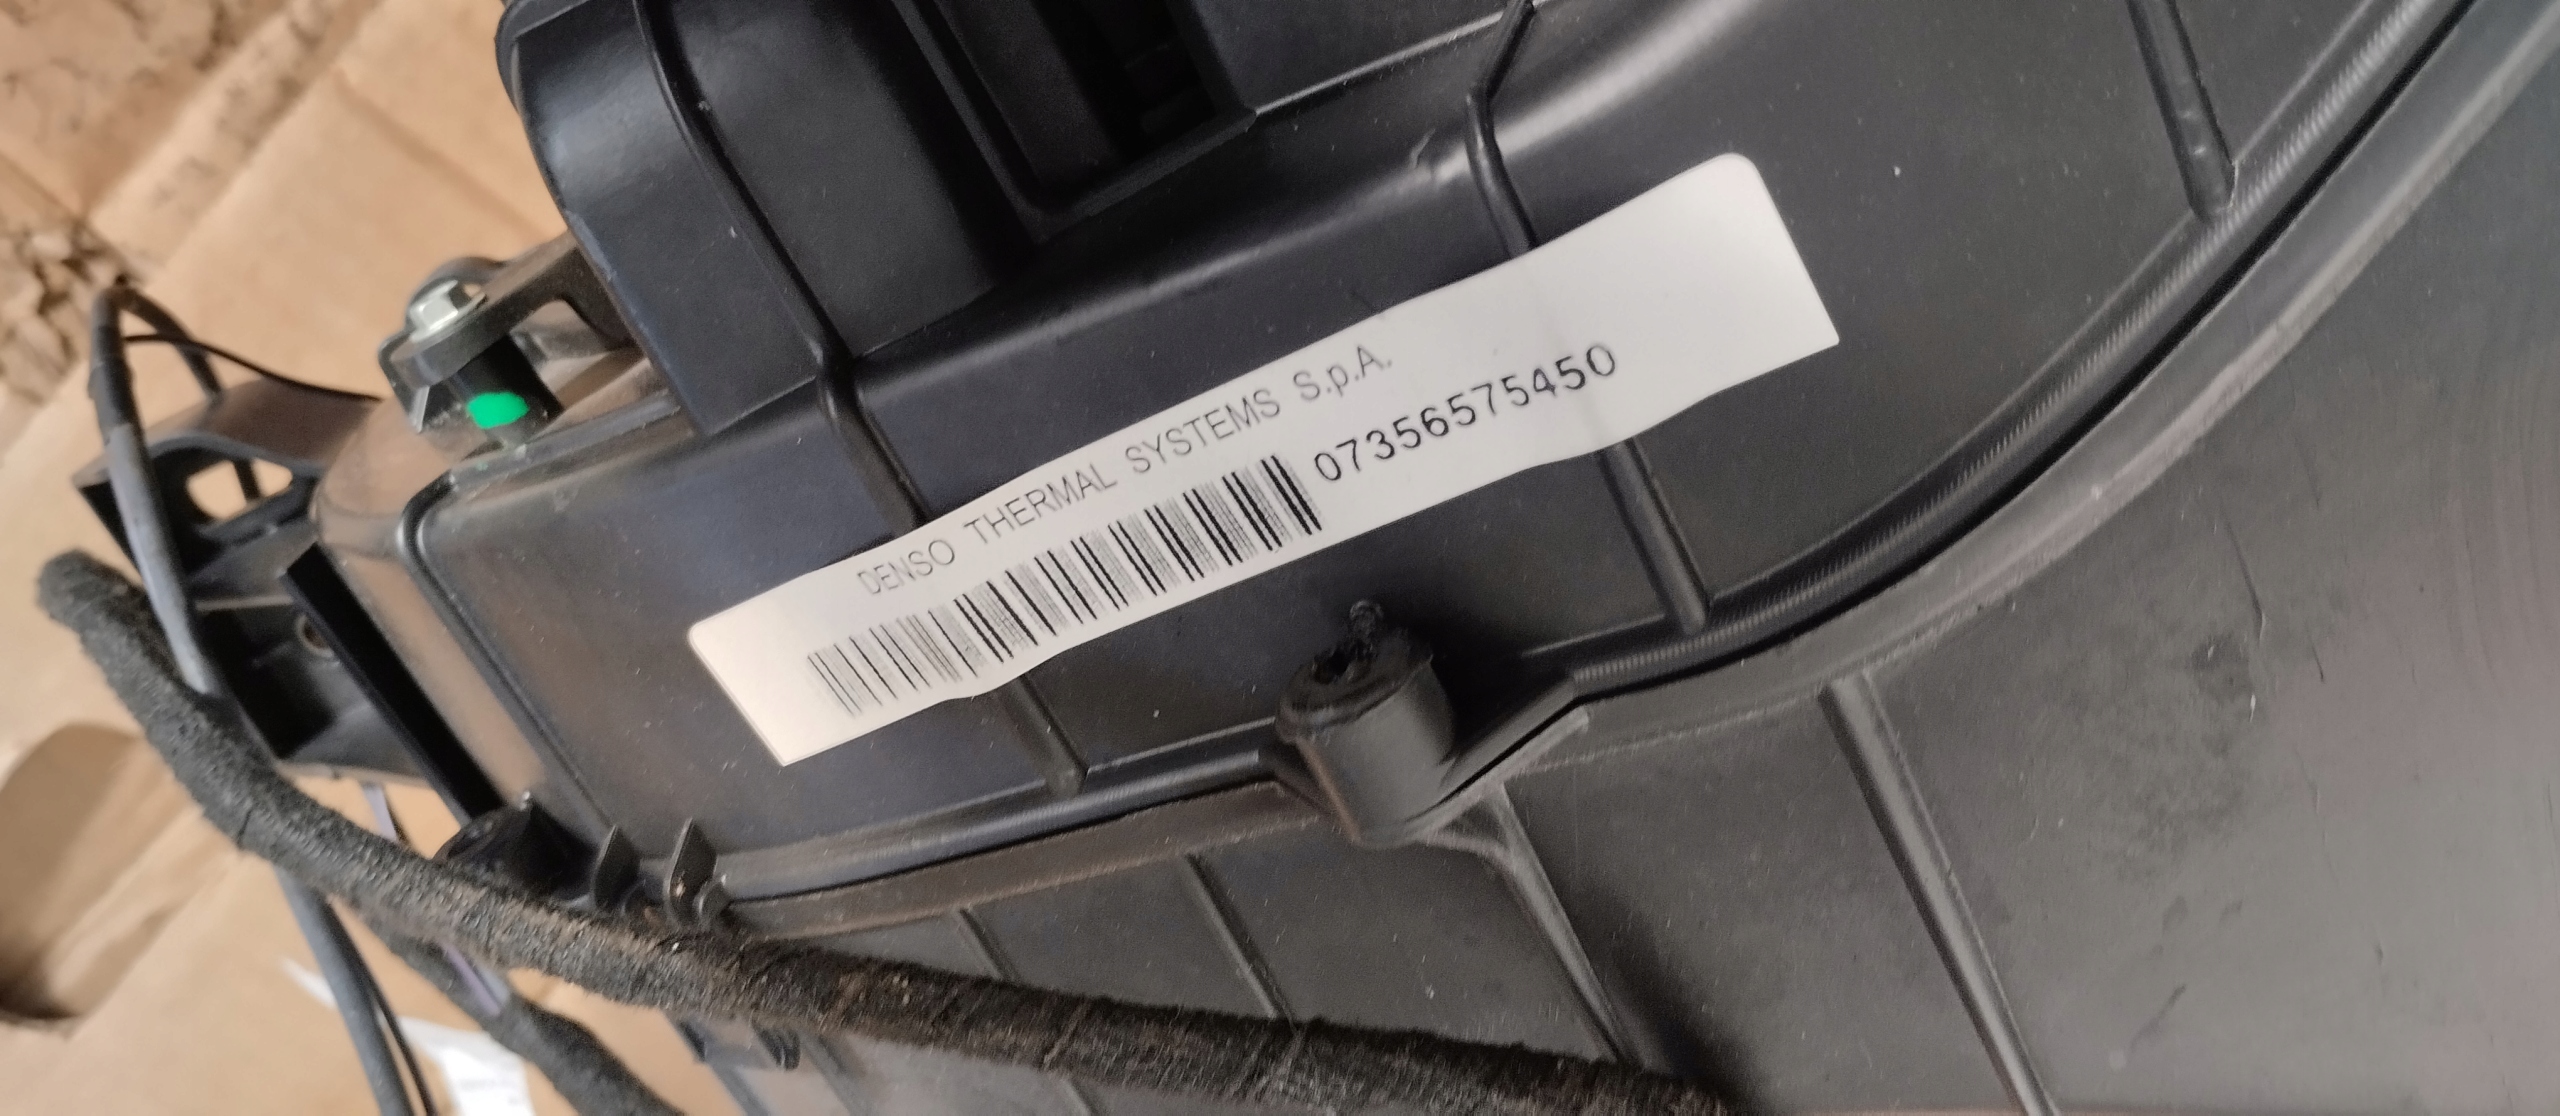 DENSO THERMAL SYSTEMS S.p.A.
07356575450